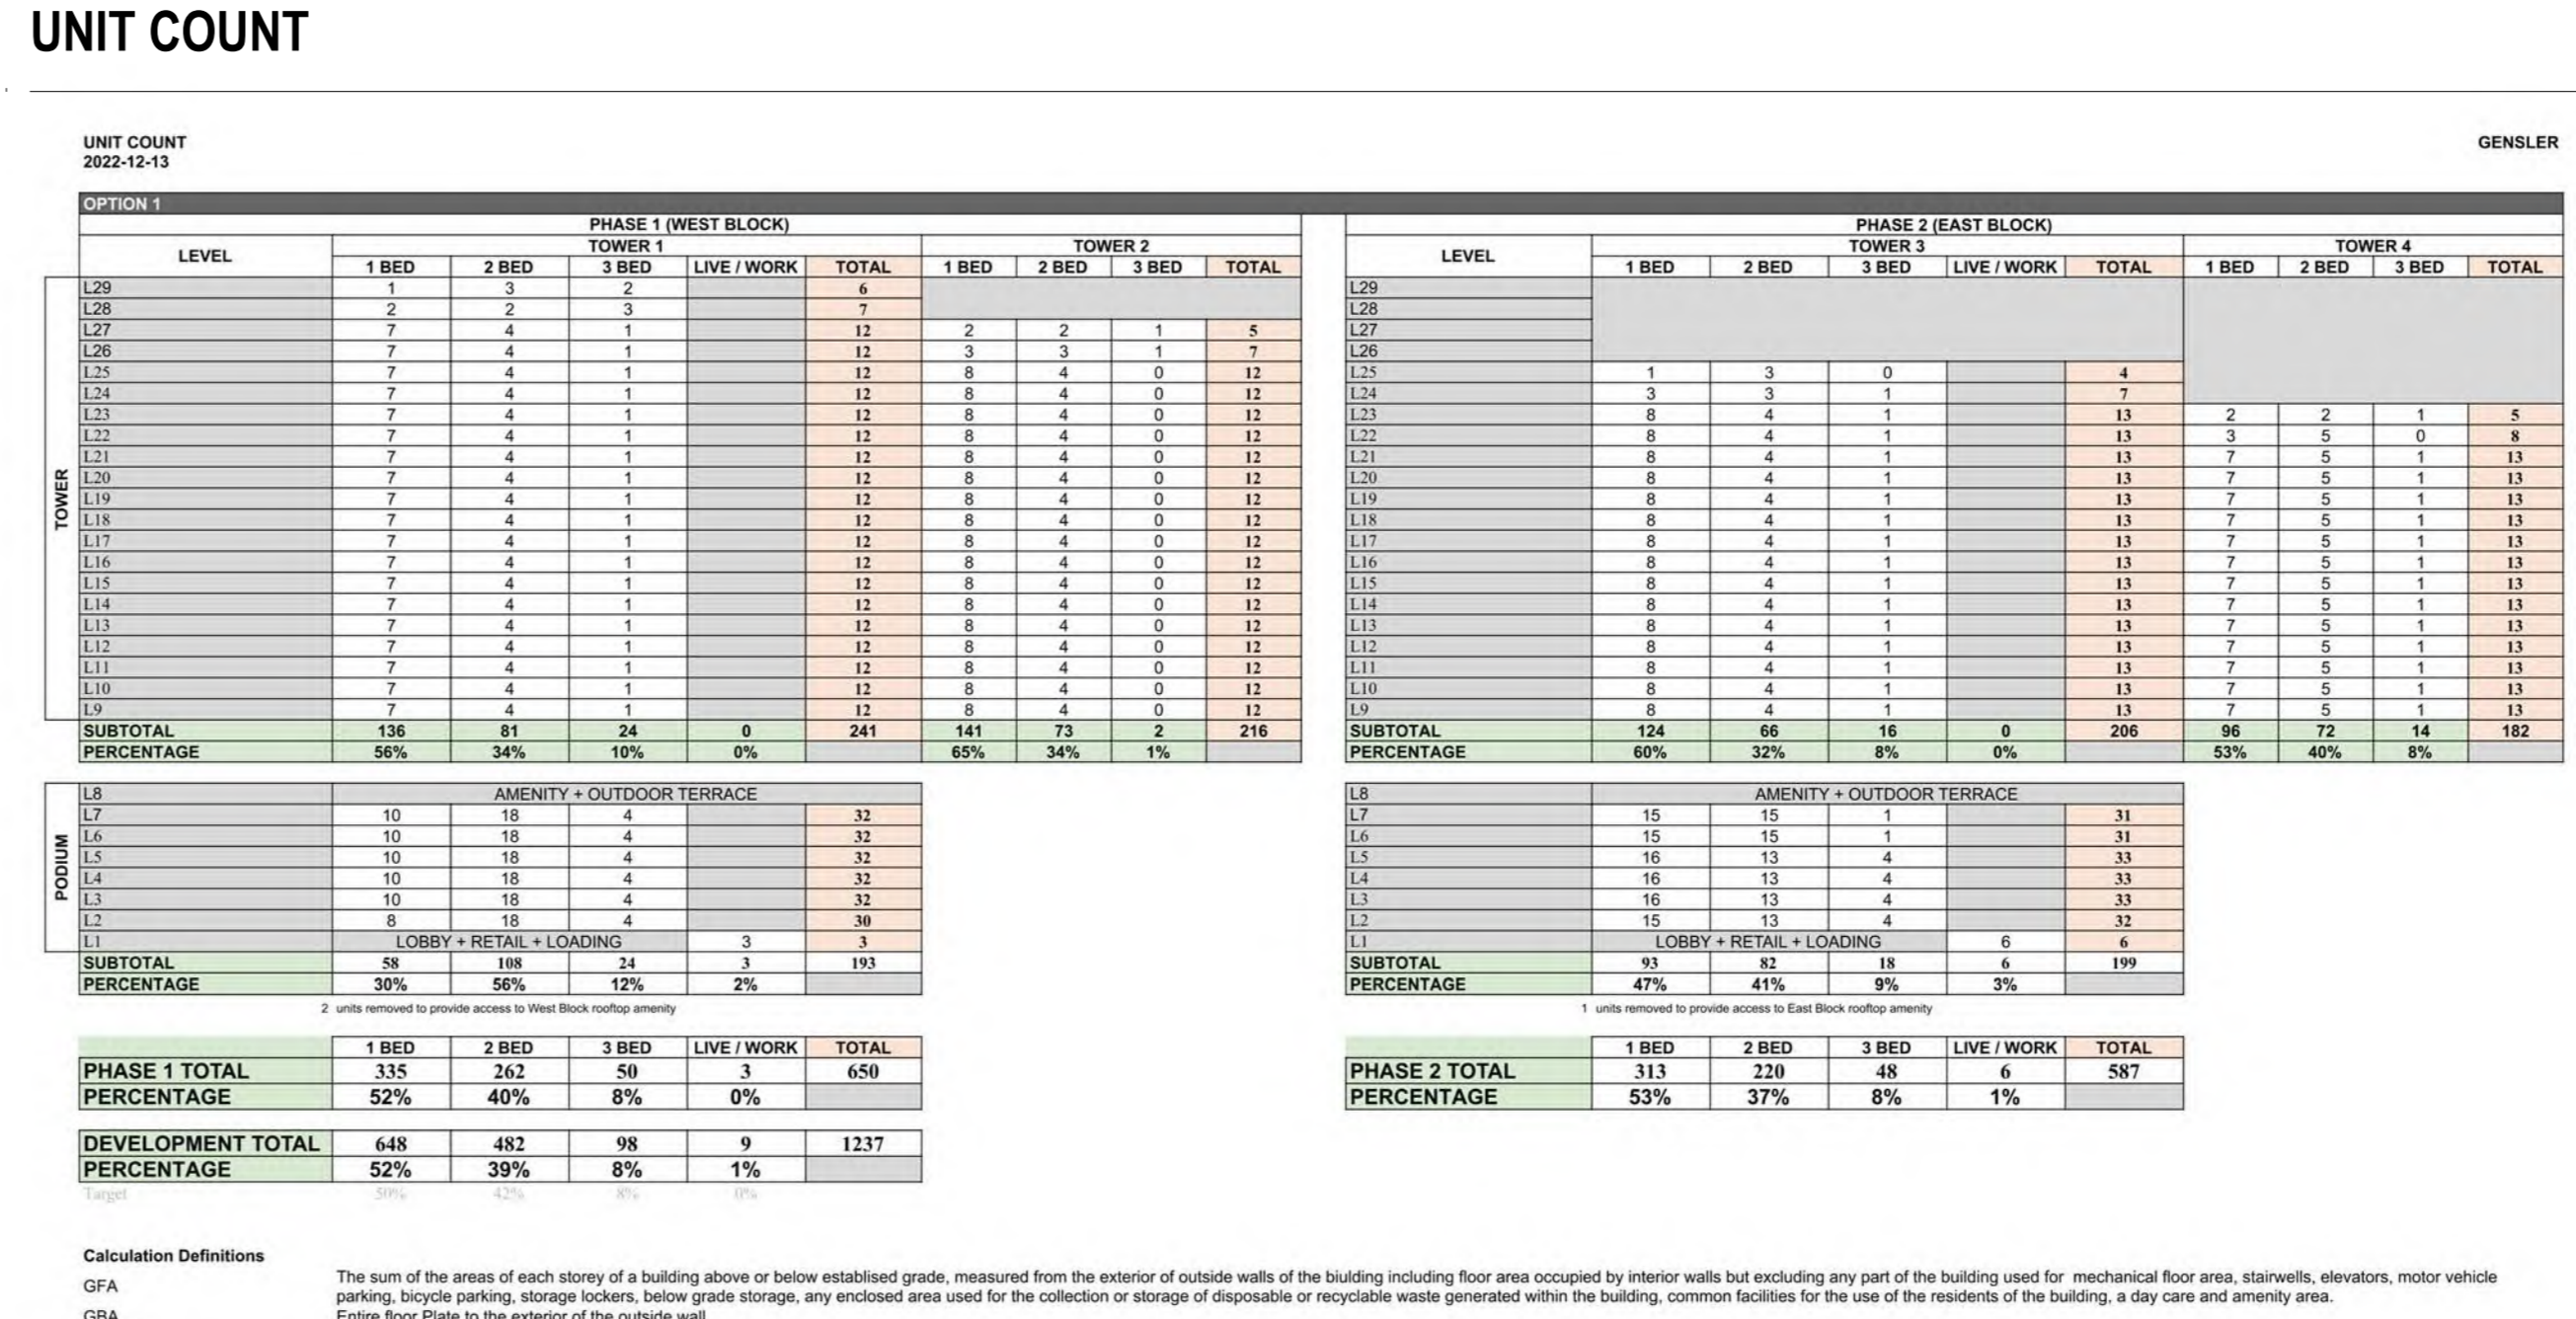 UNIT COUNT
UNIT COUNT
2022-12-13
GENSLER
OPTION 1
PHASE 1 (WEST BLOCK) PHASE 2 (EAST BLOCK)
LEVEL TOWER 1 TOWER 2 LEVEL TOWER 3 TOWER 4
1 BED 2 BED 3 BED LIVE / WORK TOTAL 1 BED 2 BED 3 BED TOTAL 1 BED 2 BED 3 BED LIVE / WORK TOTAL 1 BED 2 BED 3 BED TOTAL
TOWER
L29 1 3 2 6 L29
L28 2 2 3 7 L28
L27 7 4 1 12 2 2 1 5 L27
L26 7 4 1 12 3 3 1 7 L26
L25 7 4 1 12 8 4 0 12 L25 1 3 0 4
L24 7 4 1 12 8 4 0 12 L24 3 3 1 7
L23 7 4 1 12 8 4 0 12 L23 8 4 1 13 2 2 1 5
L22 7 4 1 12 8 4 0 12 L22 8 4 1 13 3 5 0 8
L21 7 4 1 12 8 4 0 12 L21 8 4 1 13 7 5 1 13
L20 7 4 1 12 8 4 0 12 L20 8 4 1 13 7 5 1 13
L19 7 4 1 12 8 4 0 12 L19 8 4 1 13 7 5 1 13
L18 7 4 1 12 8 4 0 12 L18 8 4 1 13 7 5 1 13
L17 7 4 1 12 8 4 0 12 L17 8 4 1 13 7 5 1 13
L16 7 4 1 12 8 4 0 12 L16 8 4 1 13 7 5 1 13
L15 7 4 1 12 8 4 0 12 L15 8 4 1 13 7 5 1 13
L14 7 4 1 12 8 4 0 12 L14 8 4 1 13 7 5 1 13
L13 7 4 1 12 8 4 0 12 L13 8 4 1 13 7 5 1 13
L12 7 4 1 12 8 4 0 12 L12 8 4 1 13 7 5 1 13
L11 7 4 1 12 8 4 0 12 L11 8 4 1 13 7 5 1 13
L10 7 4 1 12 8 4 0 12 L10 8 4 1 13 7 5 1 13
L9 7 4 1 12 8 4 0 12 L9 8 4 1 13 7 5 1 13
SUBTOTAL 136 81 24 0 241 141 73 2 216 SUBTOTAL 124 66 16 0 206 96 72 14 182
PERCENTAGE 56% 34% 10% 0% 65% 34% 1% PERCENTAGE 60% 32% 8% 0% 53% 40% 8%
PODIUM
L8 AMENITY + OUTDOOR TERRACE L8 AMENITY + OUTDOOR TERRACE
L7 10 18 4 32 L7 15 15 1 31
L6 10 18 4 32 L6 15 15 1 31
L5 10 18 4 32 L5 16 13 4 33
L4 10 18 4 32 L4 16 13 4 33
L3 10 18 4 32 L3 16 13 4 33
L2 8 18 4 30 L2 15 13 4 32
L1 LOBBY + RETAIL + LOADING 3 3 L1 LOBBY + RETAIL + LOADING 6 6
SUBTOTAL 58 108 24 3 193 SUBTOTAL 93 82 18 6 199
PERCENTAGE 30% 56% 12% 2% PERCENTAGE 47% 41% 9% 3%
2 units removed to provide access to West Block rooftop amenity 1 units removed to provide access to East Block rooftop amenity
1 BED 2 BED 3 BED LIVE / WORK TOTAL 1 BED 2 BED 3 BED LIVE / WORK TOTAL
PHASE 1 TOTAL 335 262 50 3 650 PHASE 2 TOTAL 313 220 48 6 587
PERCENTAGE 52% 40% 8% 0% PERCENTAGE 53% 37% 8% 1%
DEVELOPMENT TOTAL 648 482 98 9 1237
PERCENTAGE 52% 39% 8% 1%
Target 50% 42% 8% 0%
Calculation Definitions
GFA The sum of the areas of each storey of a building above or below establised grade, measured from the exterior of outside walls of the biulding including floor area occupied by interior walls but excluding any part of the building used for mechanical floor area, stairwells, elevators, motor vehicle
parking, bicycle parking, storage lockers, below grade storage, any enclosed area used for the collection or storage of disposable or recyclable waste generated within the building, common facilities for the use of the residents of the building, a day care and amenity area.
GBA Entire floor Plate to the exterior of the outside wall